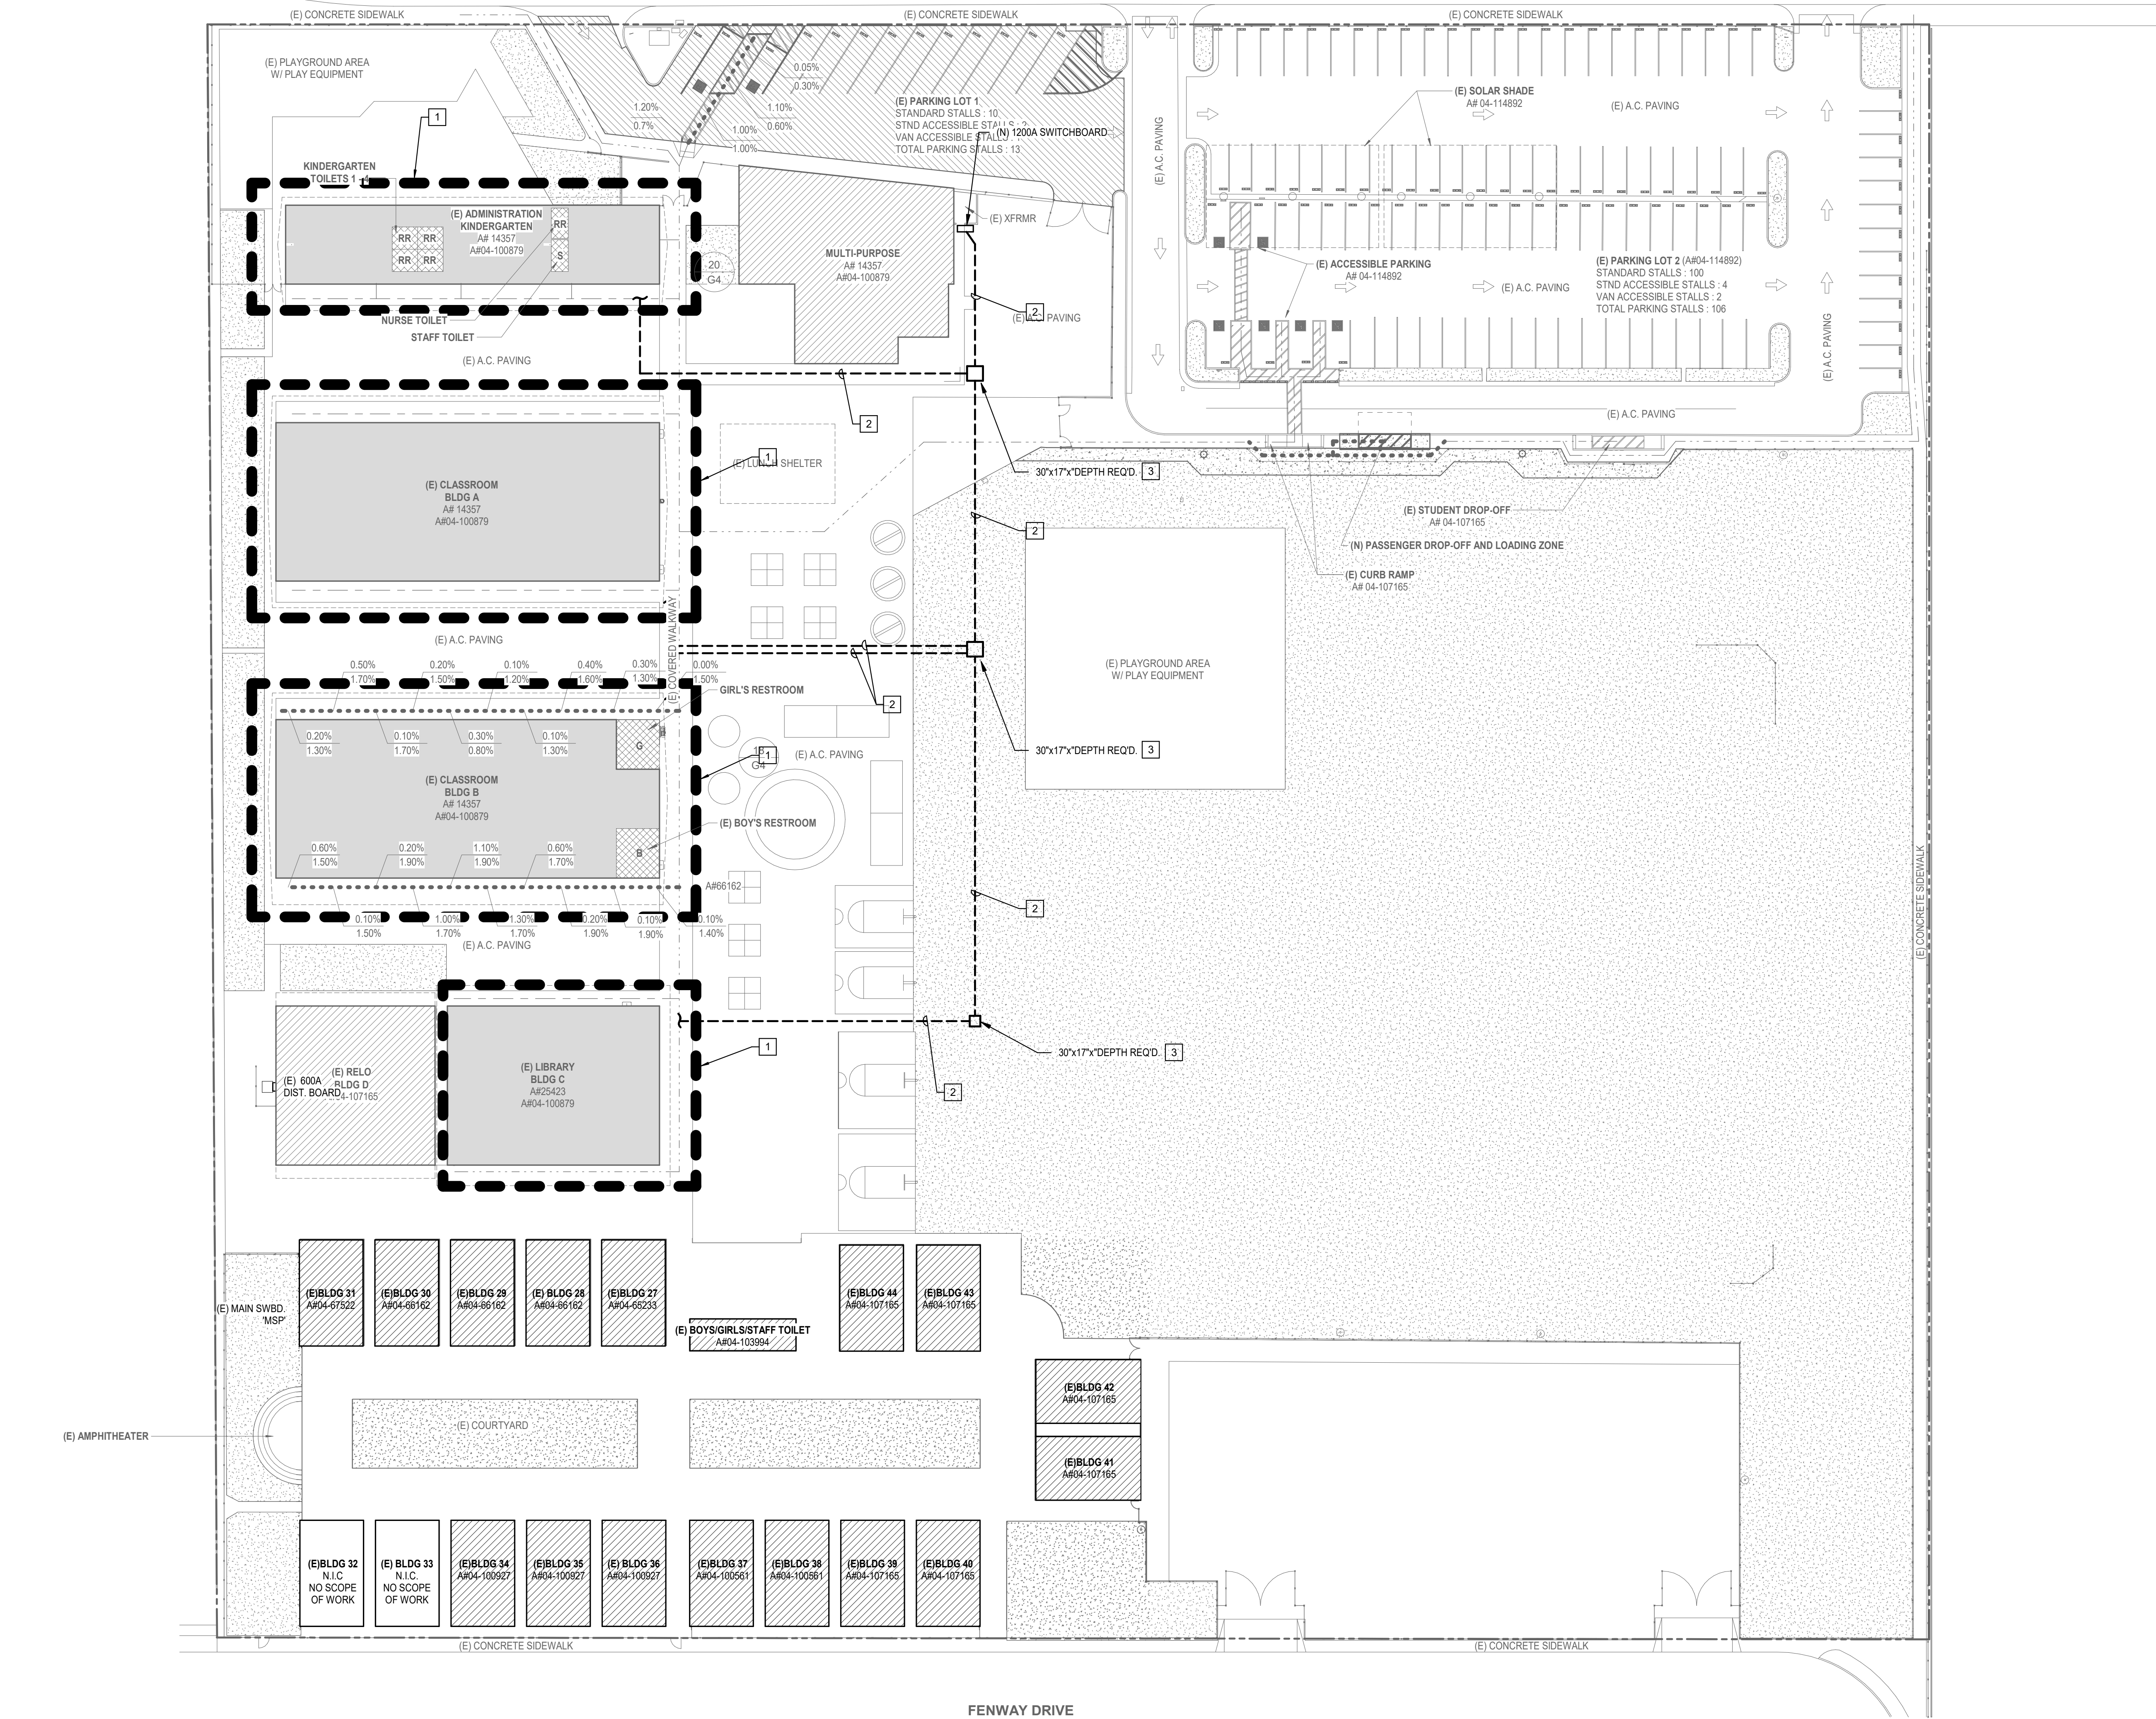 (E) CONCRETE SIDEWALK
(E) CONCRETE SIDEWALK
(E) CONCRETE SIDEWALK
(E) PLAYGROUND AREA
W/ PLAY EQUIPMENT
1
KINDERGARTEN
TOILETS 1 - 4
(E) ADMINISTRATION
KINDERGARTEN
A# 14357
A#04-100879
RR
RR
RR
RR
RR
S
NURSE TOILET
STAFF TOILET
(E) A.C. PAVING
1.20%
0.7%
0.05%
0.30%
1.10%
0.60%
1.00%
1.00%
(E) PARKING LOT 1
STANDARD STALLS : 10
STND ACCESSIBLE STALLS : 2
VAN ACCESSIBLE STALLS
TOTAL PARKING STALLS : 13
(N) 1200A SWITCHBOARD
(E) XFRMR
20
G4
MULTI-PURPOSE
A# 14357
A#04-100879
2
(E) A.C. PAVING
2
(E) A.C. PAVING
(E) SOLAR SHADE
A# 04-114892
(E) A.C. PAVING
(E) ACCESSIBLE PARKING
A# 04-114892
(E) A.C. PAVING
(E) PARKING LOT 2 (A#04-114892)
STANDARD STALLS : 100
STND ACCESSIBLE STALLS : 4
VAN ACCESSIBLE STALLS : 2
TOTAL PARKING STALLS : 106
(E) A.C. PAVING
(E) A.C. PAVING
(E) CLASSROOM
BLDG A
A# 14357
A#04-100879
1
(E) LUNCH SHELTER
30"x17"x"DEPTH REQ'D. 3
2
(E) STUDENT DROP-OFF
A# 04-107165
(N) PASSENGER DROP-OFF AND LOADING ZONE
(E) CURB RAMP
A# 04-107165
(E) A.C. PAVING
(E) COVERED WALKWAY
0.50%
1.70%
0.20%
1.50%
0.10%
1.20%
0.40%
1.60%
0.30%
1.30%
0.00%
1.50%
GIRL'S RESTROOM
2
(E) PLAYGROUND AREA
W/ PLAY EQUIPMENT
0.20%
1.30%
0.10%
1.70%
0.30%
0.80%
0.10%
1.30%
G
1
G4
(E) A.C. PAVING
30"x17"x"DEPTH REQ'D. 3
(E) CLASSROOM
BLDG B
A# 14357
A#04-100879
(E) BOY'S RESTROOM
B
0.60%
1.50%
0.20%
1.90%
1.10%
1.90%
0.60%
1.70%
A#66162
2
0.10%
1.50%
1.00%
1.70%
1.30%
1.70%
0.20%
1.90%
0.10%
1.90%
0.10%
1.40%
(E) A.C. PAVING
(E) CONCRETE SIDEWALK
1
30"x17"x"DEPTH REQ'D. 3
2
(E) RELO
BLDG D
04-107165
(E) 600A
DIST. BOARD
(E) LIBRARY
BLDG C
A#25423
A#04-100879
(E) MAIN SWBD.
'MSP'
(E)BLDG 31
A#04-67522
(E)BLDG 30
A#04-66162
(E)BLDG 29
A#04-66162
(E) BLDG 28
A#04-66162
(E)BLDG 27
A#04-65233
(E) BOYS/GIRLS/STAFF TOILET
A#04-103994
(E)BLDG 44
A#04-107165
(E)BLDG 43
A#04-107165
(E)BLDG 42
A#04-107165
(E)BLDG 41
A#04-107165
(E) COURTYARD
(E) AMPHITHEATER
(E)BLDG 32
N.I.C
NO SCOPE
OF WORK
(E) BLDG 33
N.I.C.
NO SCOPE
OF WORK
(E)BLDG 34
A#04-100927
(E)BLDG 35
A#04-100927
(E) BLDG 36
A#04-100927
(E)BLDG 37
A#04-100561
(E)BLDG 38
A#04-100561
(E)BLDG 39
A#04-107165
(E)BLDG 40
A#04-107165
(E) CONCRETE SIDEWALK
(E) CONCRETE SIDEWALK
FENWAY DRIVE